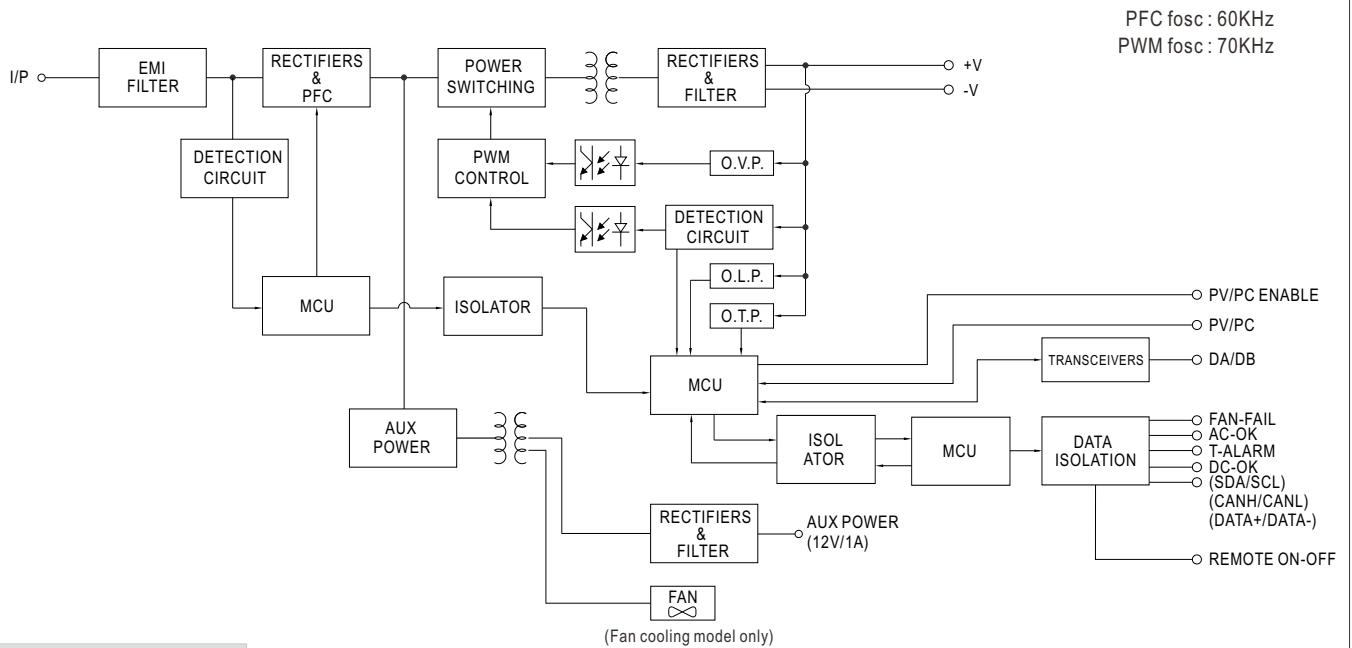 PFC fosc : 60KHz
PWM fosc : 70KHz
I/P
EMI
FILTER
RECTIFIERS
&
PFC
POWER
SWITCHING
RECTIFIERS
&
FILTER
+V
-V
DETECTION
CIRCUIT
PWM
CONTROL
O.V.P.
DETECTION
CIRCUIT
O.L.P.
O.T.P.
MCU
ISOLATOR
MCU
PV/PC ENABLE
PV/PC
TRANSCEIVERS
DA/DB
AUX
POWER
ISOL
ATOR
MCU
DATA
ISOLATION
FAN-FAIL
AC-OK
T-ALARM
DC-OK
(SDA/SCL)
(CANH/CANL)
(DATA+/DATA-)
RECTIFIERS
&
FILTER
AUX POWER
(12V/1A)
REMOTE ON-OFF
FAN
(Fan cooling model only)